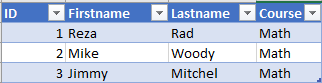 ID Firstname Lastname Course
1 Reza Rad Math
2 Mike Woody Math
3 Jimmy Mitchel Math